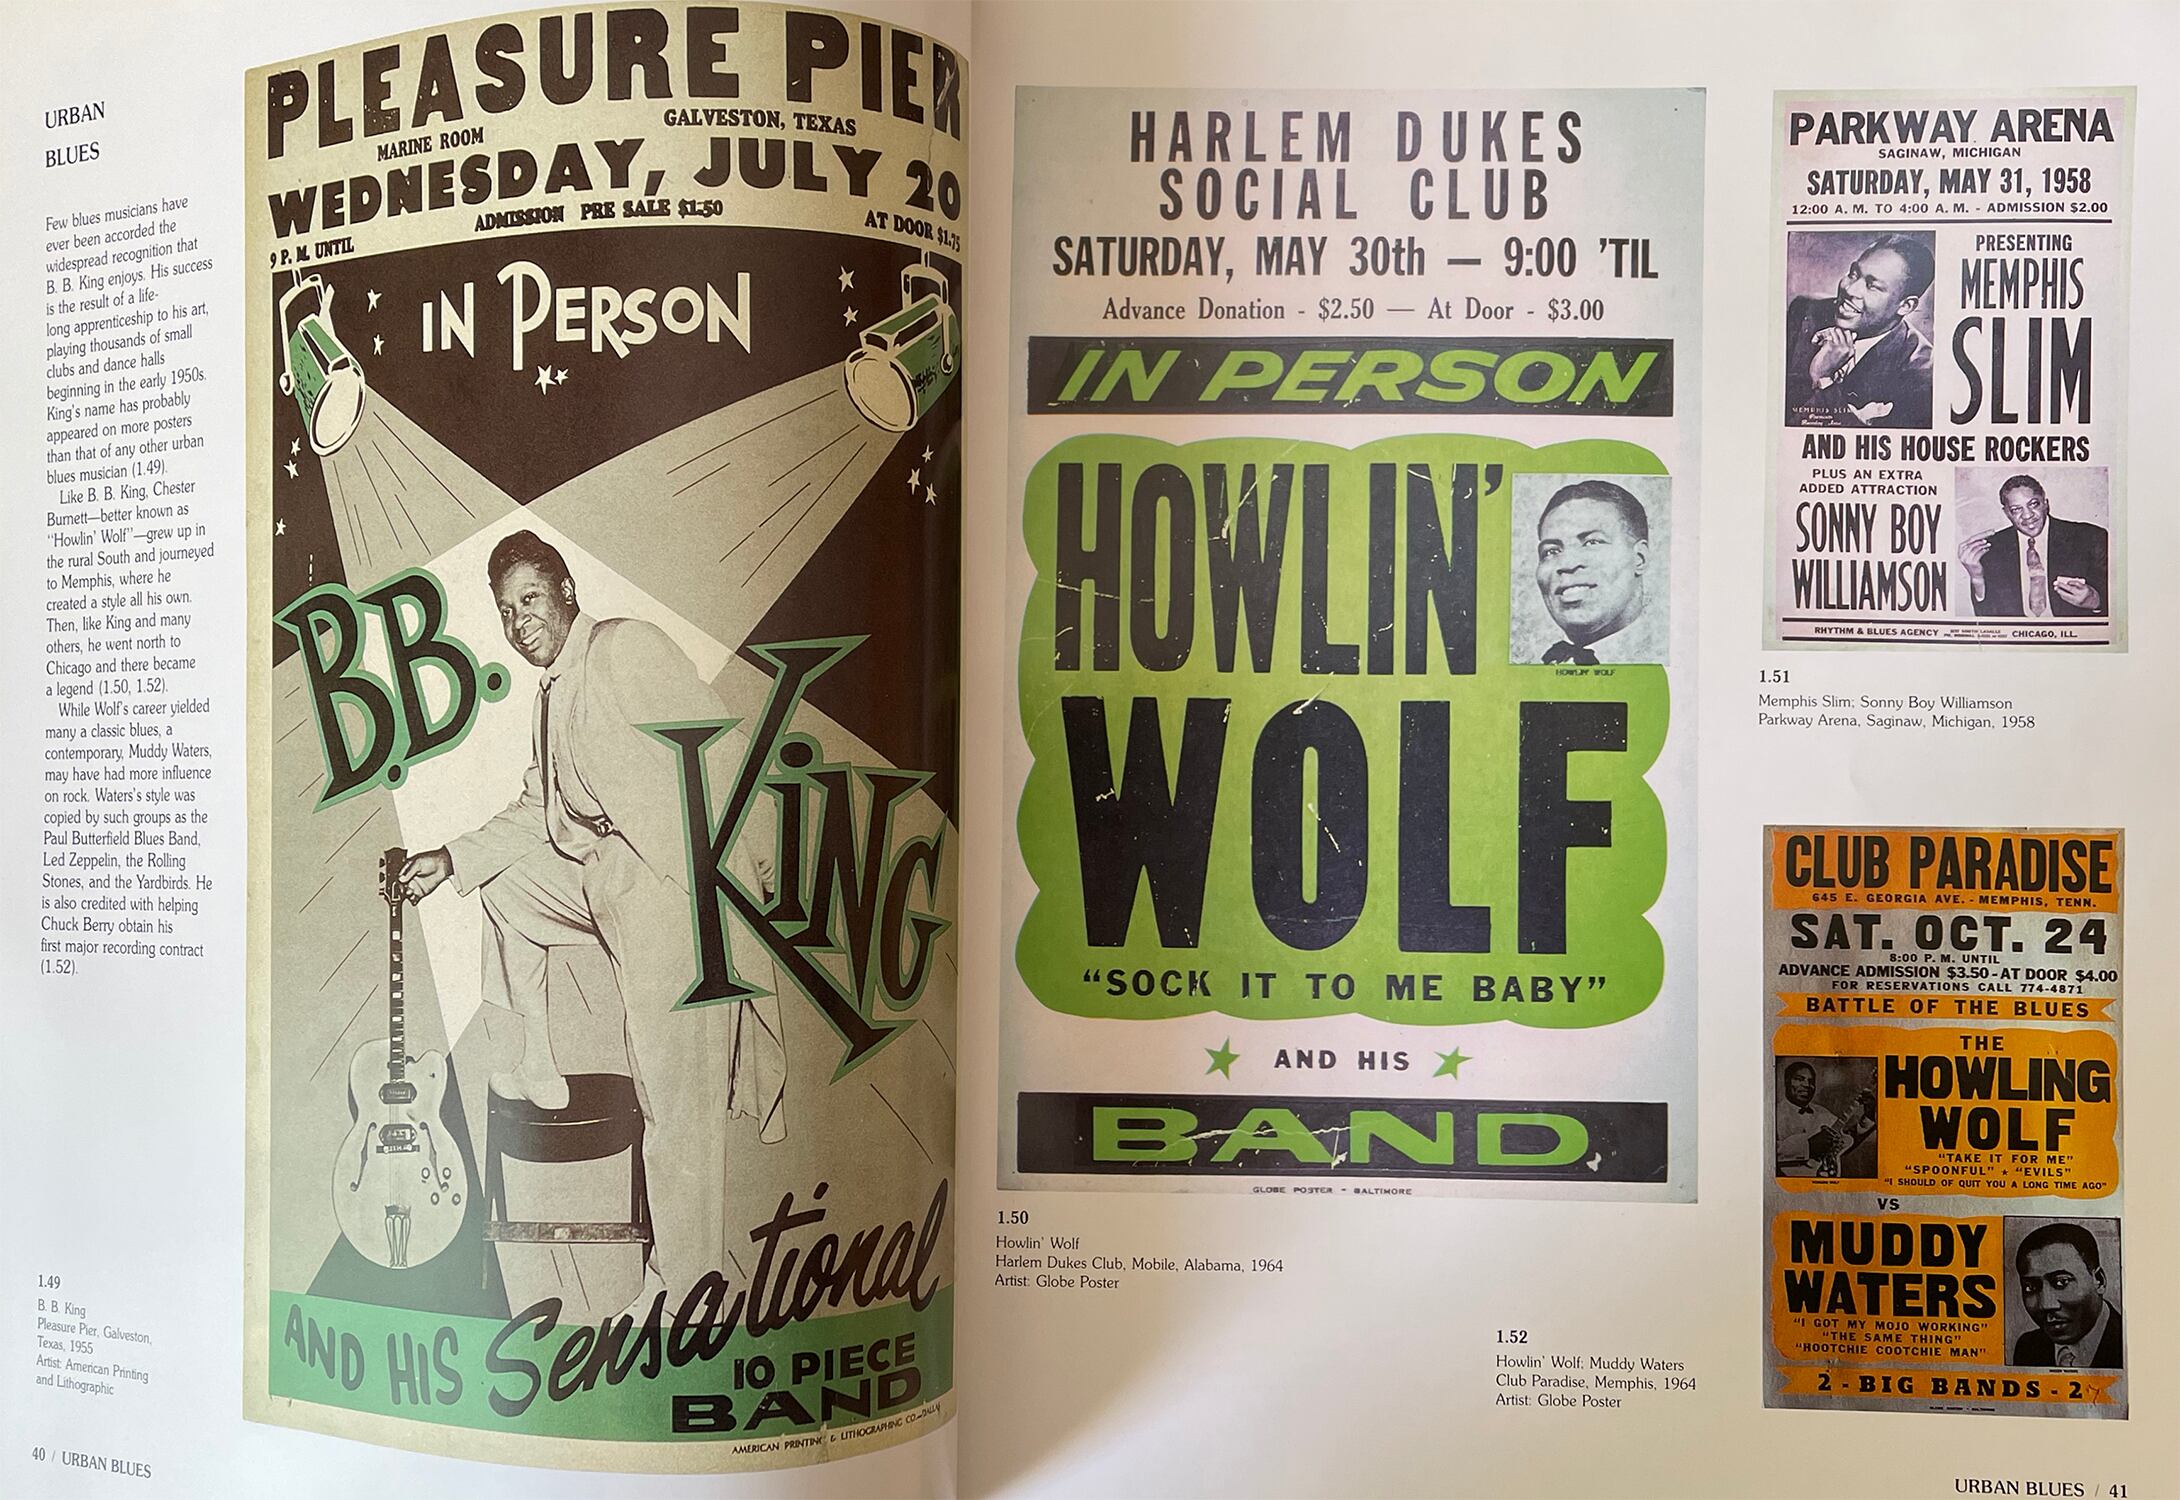 URBAN
BLUES
Few blues musicians have
ever been accorded the
widespread recognition that
B. B. King enjoys. His success
is the result of a life-
long apprenticeship to his art,
playing thousands of small
clubs and dance halls
beginning in the early 1950s.
King's name has probably
appeared on more posters
than that of any other urban
blues musician (1.49).
Like B. B. King, Chester
Burnett—better known as
"Howlin' Wolf"—grew up in
the rural South and journeyed
to Memphis, where he
created a style all his own.
Then, like King and many
others, he went north to
Chicago and there became
a legend (1.50, 1.52).
While Wolf's career yielded
many a classic blues, a
contemporary, Muddy Waters,
may have had more influence
on rock. Waters's style was
copied by such groups as the
Paul Butterfield Blues Band,
Led Zeppelin, the Rolling
Stones, and the Yardbirds. He
is also credited with helping
Chuck Berry obtain his
first major recording contract
(1.52).
1.49
B. B. King
Pleasure Pier, Galveston,
Texas, 1955
Artist: American Printing
and Lithographic
40 / URBAN BLUES
PLEASURE PIER
MARINE ROOM GALVESTON, TEXAS
WEDNESDAY, JULY 20
9 P. M. UNTIL ADMISSION PRE SALE $1.50 AT DOOR $1.75
IN PERSON
B.B.
KING
AND HIS Sensational
10 PIECE
BAND
AMERICAN PRINTING & LITHOGRAPHING CO.—DALLAS
HARLEM DUKES
SOCIAL CLUB
SATURDAY, MAY 30th — 9:00 'TIL
Advance Donation - $2.50 — At Door - $3.00
IN PERSON
HOWLIN'
HOWLIN' WOLF
WOLF
"SOCK IT TO ME BABY"
AND HIS
BAND
GLOBE POSTER - BALTIMORE
1.50
Howlin' Wolf
Harlem Dukes Club, Mobile, Alabama, 1964
Artist: Globe Poster
PARKWAY ARENA
SAGINAW, MICHIGAN
SATURDAY, MAY 31, 1958
12:00 A. M. TO 4:00 A. M. - ADMISSION $2.00
PRESENTING
MEMPHIS
SLIM
MEMPHIS SLIM
AND HIS HOUSE ROCKERS
PLUS AN EXTRA
ADDED ATTRACTION
SONNY BOY
WILLIAMSON
RHYTHM & BLUES AGENCY CHICAGO, ILL.
1.51
Memphis Slim; Sonny Boy Williamson
Parkway Arena, Saginaw, Michigan, 1958
CLUB PARADISE
645 E. GEORGIA AVE. - MEMPHIS, TENN.
SAT. OCT. 24
8:00 P. M. UNTIL
ADVANCE ADMISSION $3.50 - AT DOOR $4.00
FOR RESERVATIONS CALL 774-4871
BATTLE OF THE BLUES
THE
HOWLING
WOLF
"TAKE IT FOR ME"
"SPOONFUL" ★ "EVILS"
"I SHOULD OF QUIT YOU A LONG TIME AGO"
VS
MUDDY
WATERS
"I GOT MY MOJO WORKING"
"THE SAME THING"
"HOOTCHIE COOTCHIE MAN"
2 - BIG BANDS - 2
1.52
Howlin' Wolf; Muddy Waters
Club Paradise, Memphis, 1964
Artist: Globe Poster
URBAN BLUES / 41